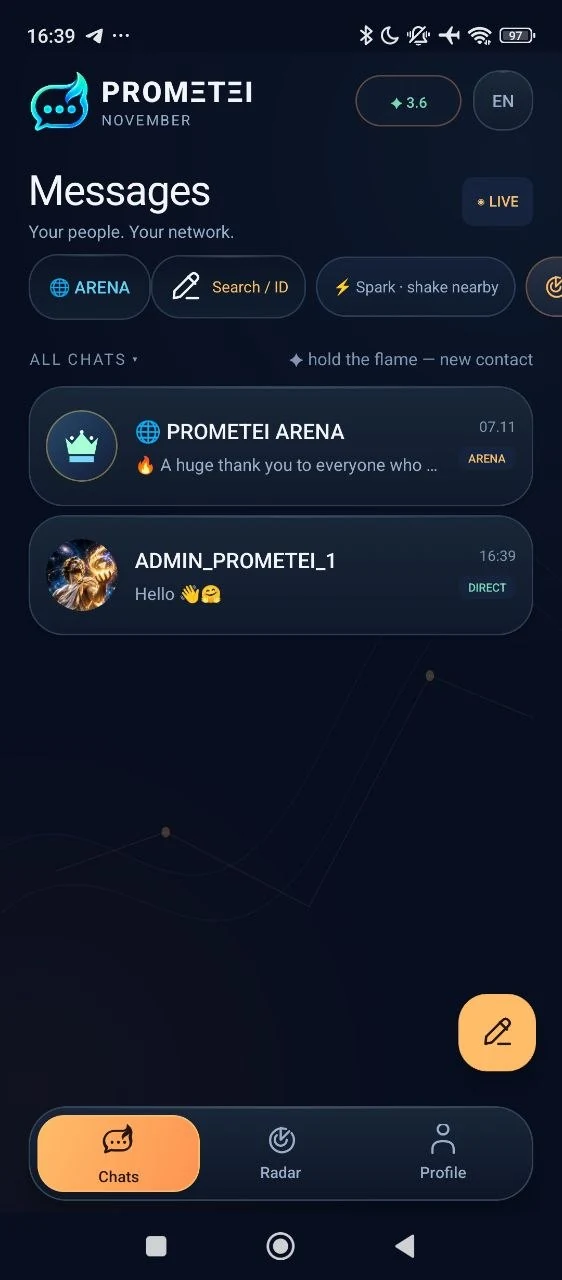 16:39
97
PROMETEI
NOVEMBER
✦ 3.6
EN
Messages
Your people. Your network.
LIVE
🌐 ARENA
Search / ID
⚡ Spark · shake nearby
ALL CHATS ▾
✦ hold the flame — new contact
🌐 PROMETEI ARENA
07.11
🔥 A huge thank you to everyone who ...
ARENA
ADMIN_PROMETEI_1
16:39
Hello 👋🤗
DIRECT
Chats
Radar
Profile